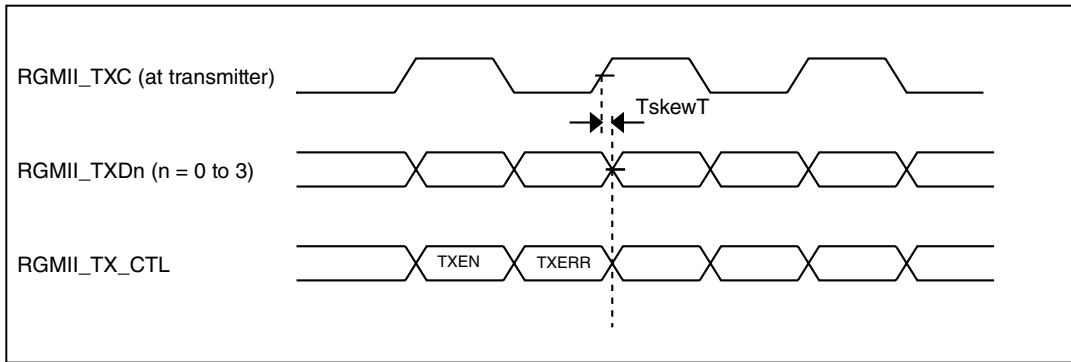 RGMII_TXC (at transmitter)
TskewT
RGMII_TXDn (n = 0 to 3)
RGMII_TX_CTL
TXEN
TXERR